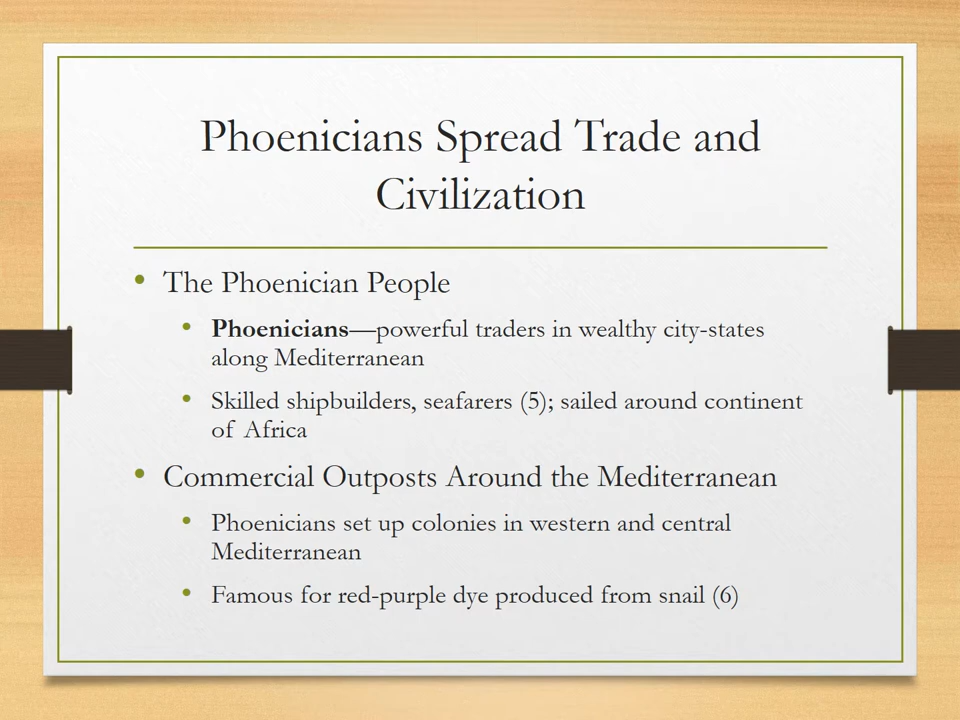 Phoenicians Spread Trade and
Civilization
• The Phoenician People
• Phoenicians—powerful traders in wealthy city-states
along Mediterranean
• Skilled shipbuilders, seafarers (5); sailed around continent
of Africa
• Commercial Outposts Around the Mediterranean
• Phoenicians set up colonies in western and central
Mediterranean
• Famous for red-purple dye produced from snail (6)